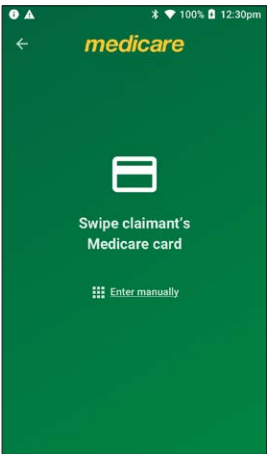 100% 12:30pm
medicare
Swipe claimant's
Medicare card
Enter manually